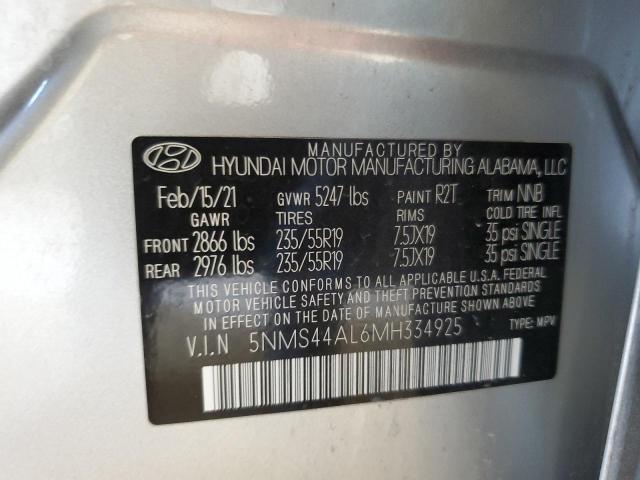 MANUFACTURED BY
HYUNDAI MOTOR MANUFACTURING ALABAMA, LLC
Feb/15/21 GVWR 5247 lbs PAINT R2T TRIM NNB
GAWR TIRES RIMS COLD TIRE INFL
FRONT 2866 lbs 235/55R19 7.5JX19 35 psi SINGLE
REAR 2976 lbs 235/55R19 7.5JX19 35 psi SINGLE
THIS VEHICLE CONFORMS TO ALL APPLICABLE U.S.A. FEDERAL
MOTOR VEHICLE SAFETY AND THEFT PREVENTION STANDARDS
IN EFFECT ON THE DATE OF MANUFACTURE SHOWN ABOVE.
V.I.N 5NMS44AL6MH334925 TYPE: MPV